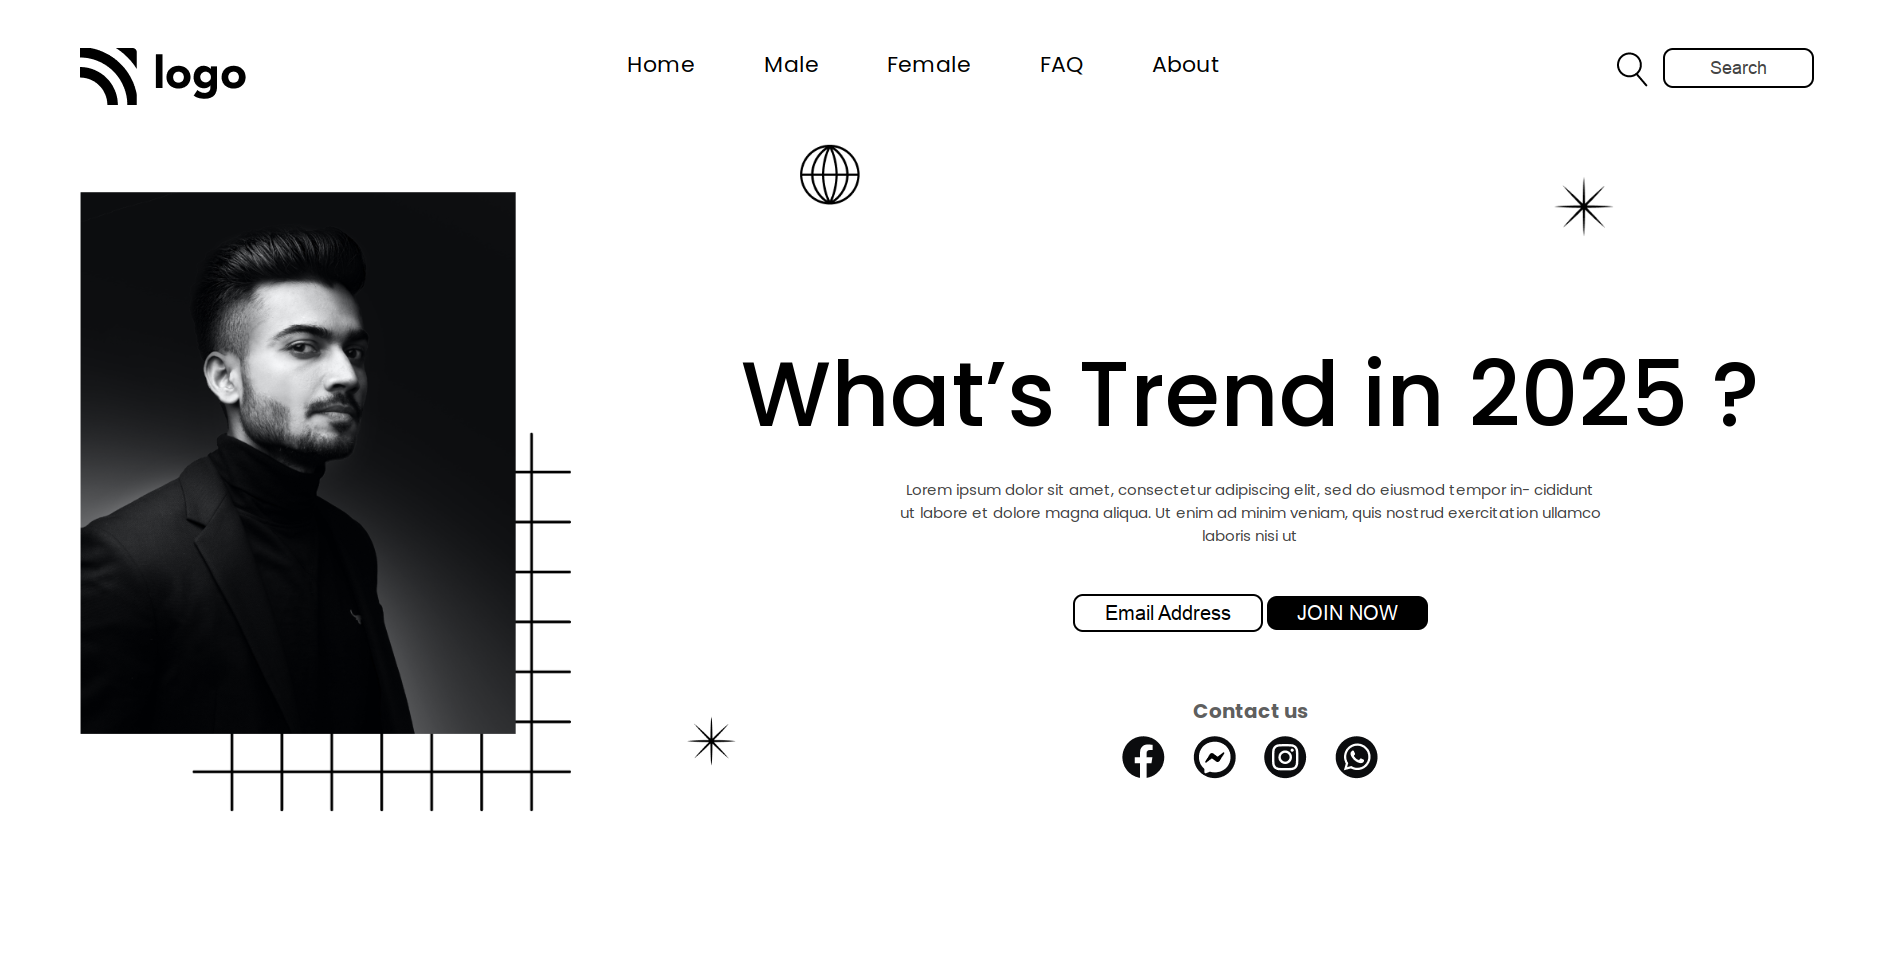 logo
Home Male Female FAQ About
Search
What’s Trend in 2025 ?
Lorem ipsum dolor sit amet, consectetur adipiscing elit, sed do eiusmod tempor in- cididunt
ut labore et dolore magna aliqua. Ut enim ad minim veniam, quis nostrud exercitation ullamco
laboris nisi ut
Email Address JOIN NOW
Contact us